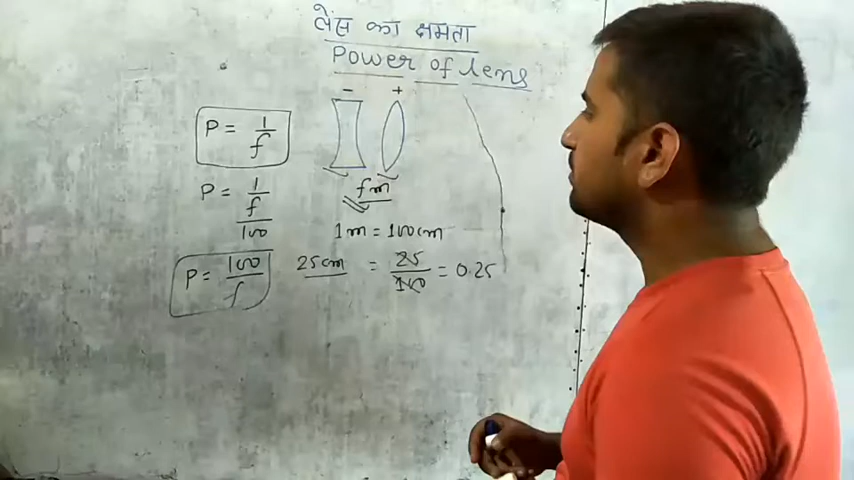 लेंस का क्षमता
Power of lens
- +
P = 1/f
P = 1/f/100
fm
1m = 100cm
P = 100/f
25cm = 25/100 = 0.25